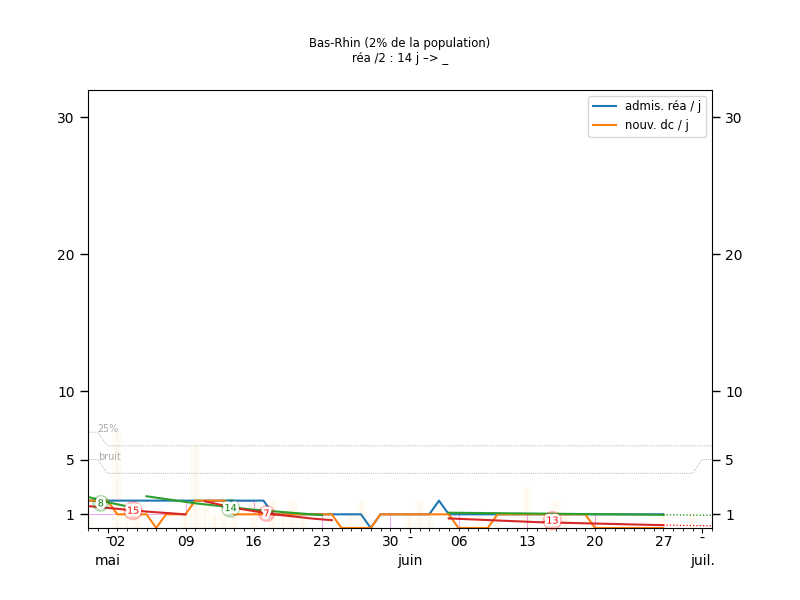 Bas-Rhin (2% de la population)
réa /2 : 14 j –> _
admis. réa / j
nouv. dc / j
30 30
20 20
10 10
25%
5 bruit 5
8 15 14 7 13
1 1
- 02 09 16 23 30 - 06 13 20 27 -
mai juin juil.